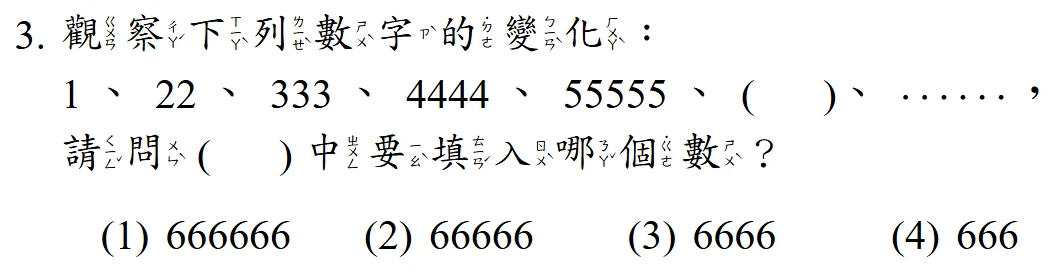 3. 觀察下列數字的變化：
1、22、333、4444、55555、(　　)、……，
請問(　　)中要填入哪個數？
(1) 666666　(2) 66666　(3) 6666　(4) 666